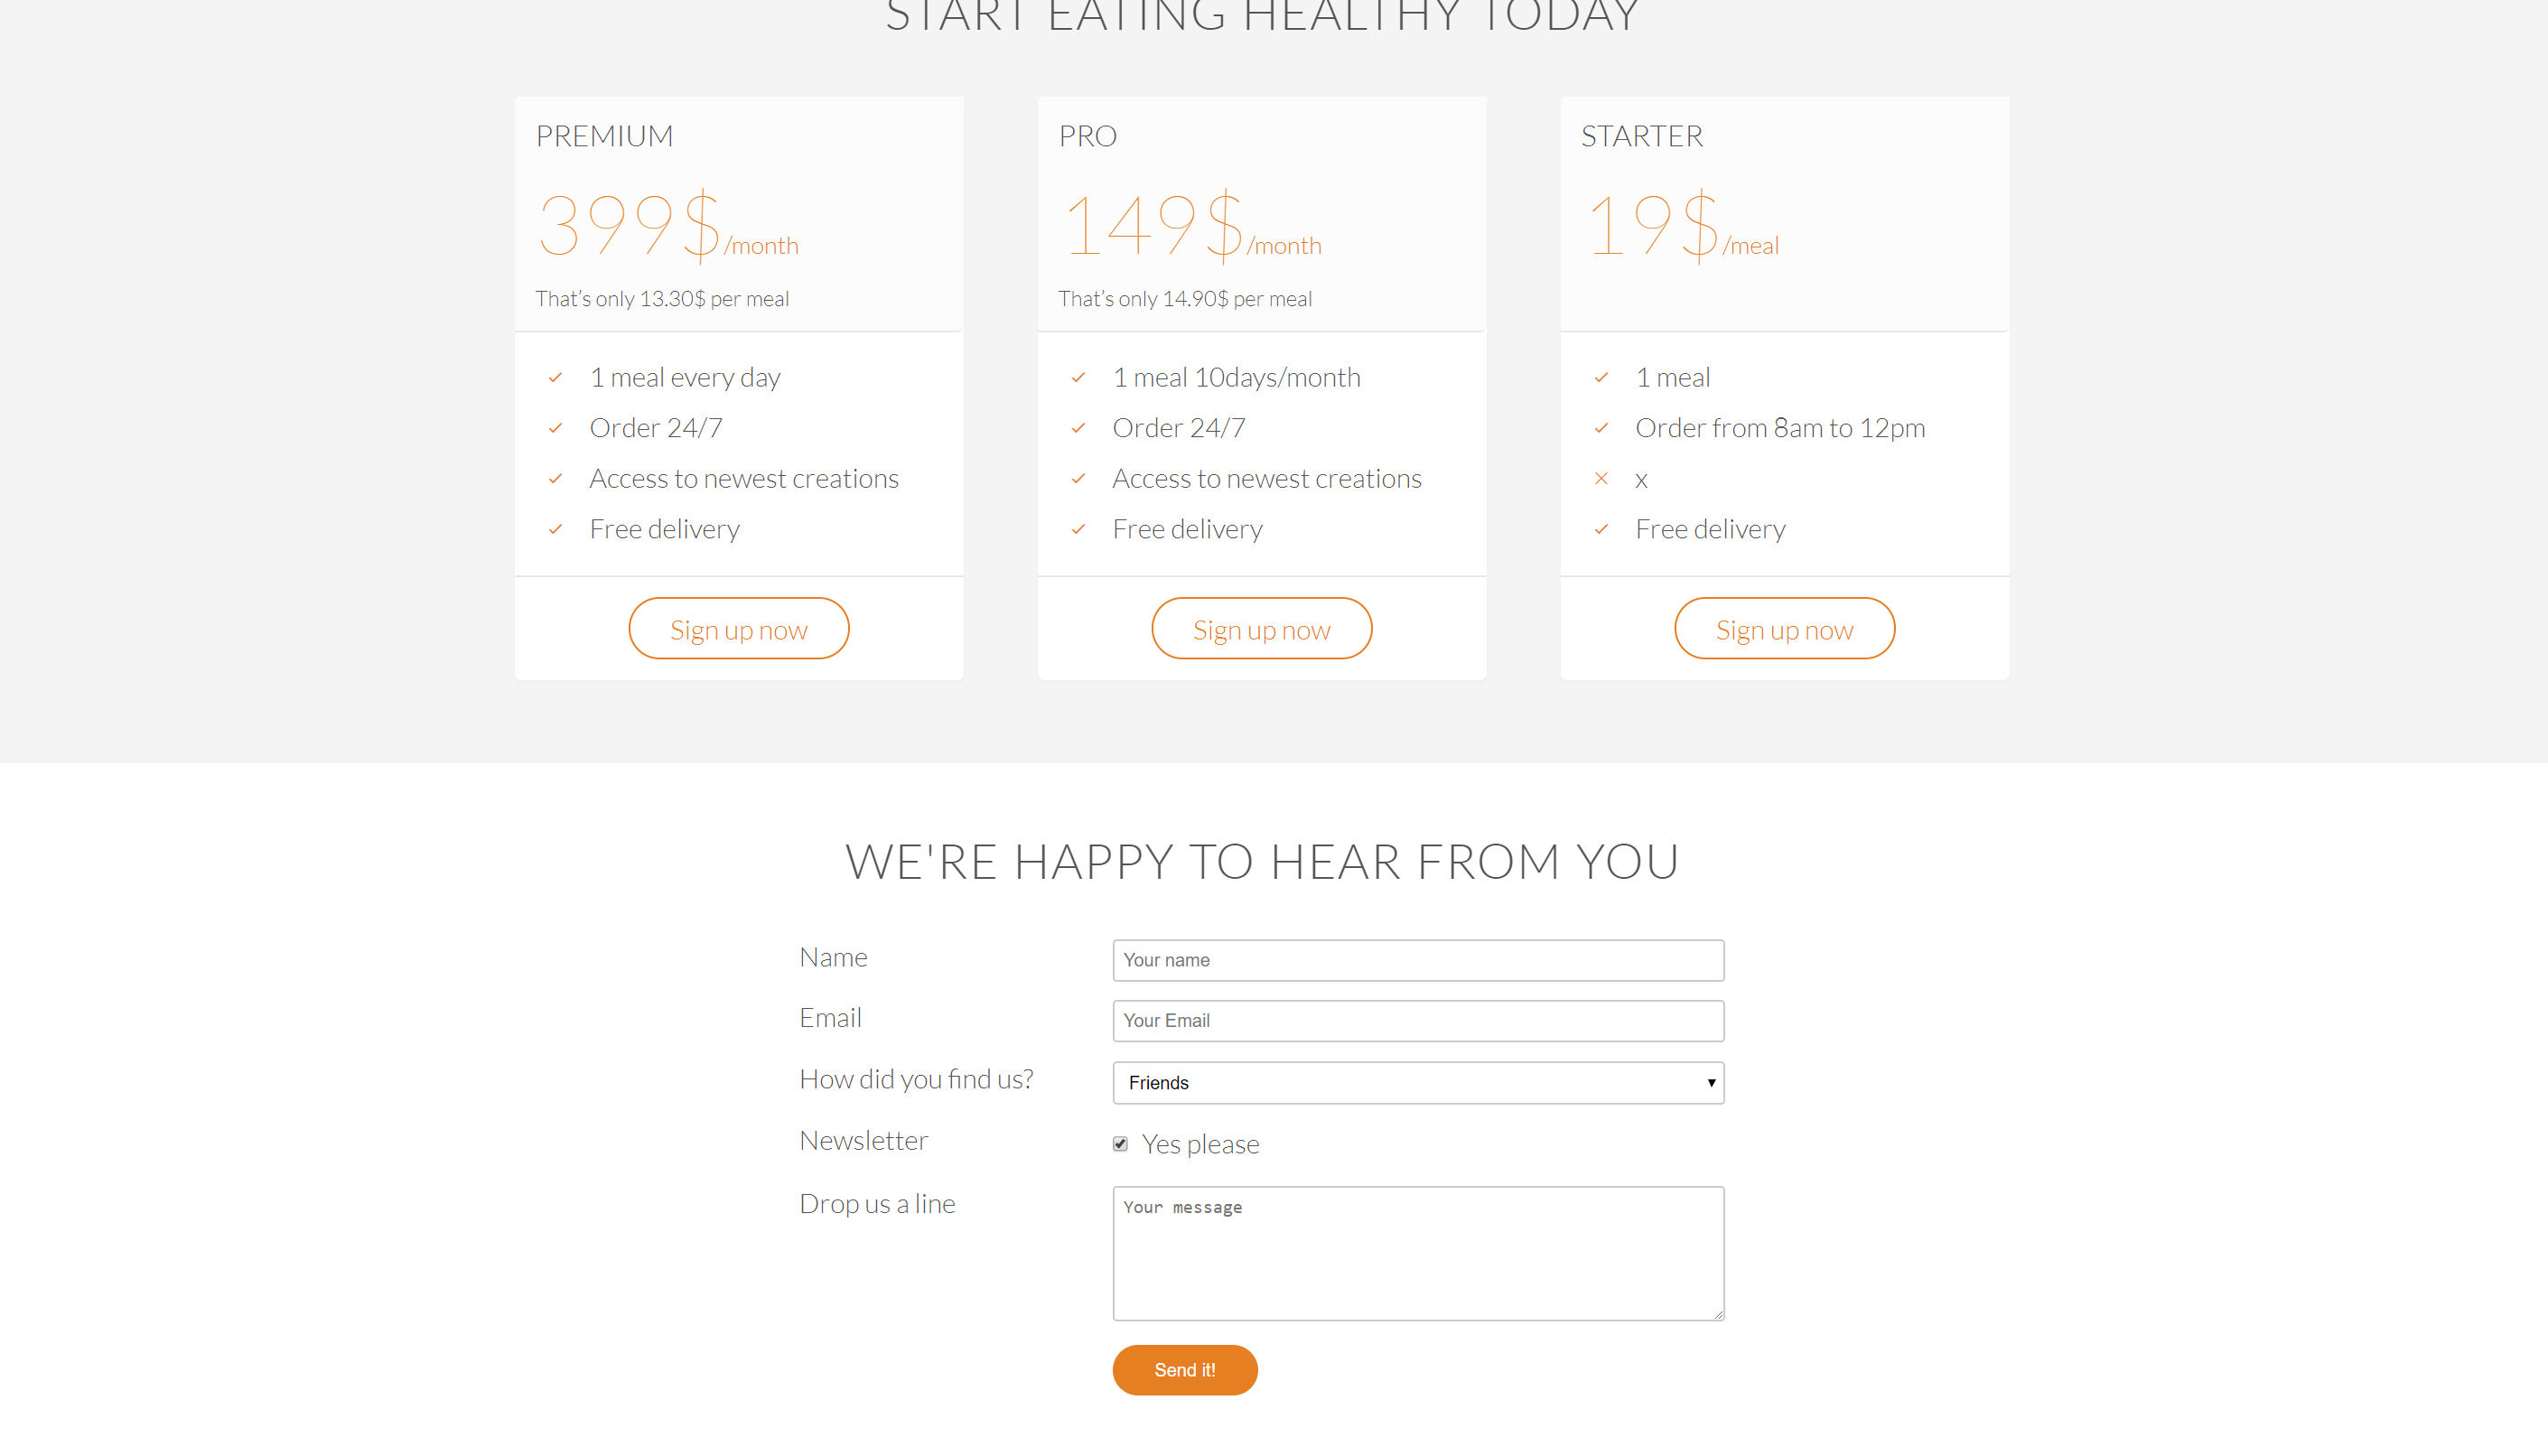 START EATING HEALTHY TODAY
PREMIUM
399$/month
That's only 13.30$ per meal
1 meal every day
Order 24/7
Access to newest creations
Free delivery
Sign up now
PRO
149$/month
That's only 14.90$ per meal
1 meal 10days/month
Order 24/7
Access to newest creations
Free delivery
Sign up now
STARTER
19$/meal
1 meal
Order from 8am to 12pm
x
Free delivery
Sign up now
WE'RE HAPPY TO HEAR FROM YOU
Name
Your name
Email
Your Email
How did you find us?
Friends
Newsletter
Yes please
Drop us a line
Your message
Send it!